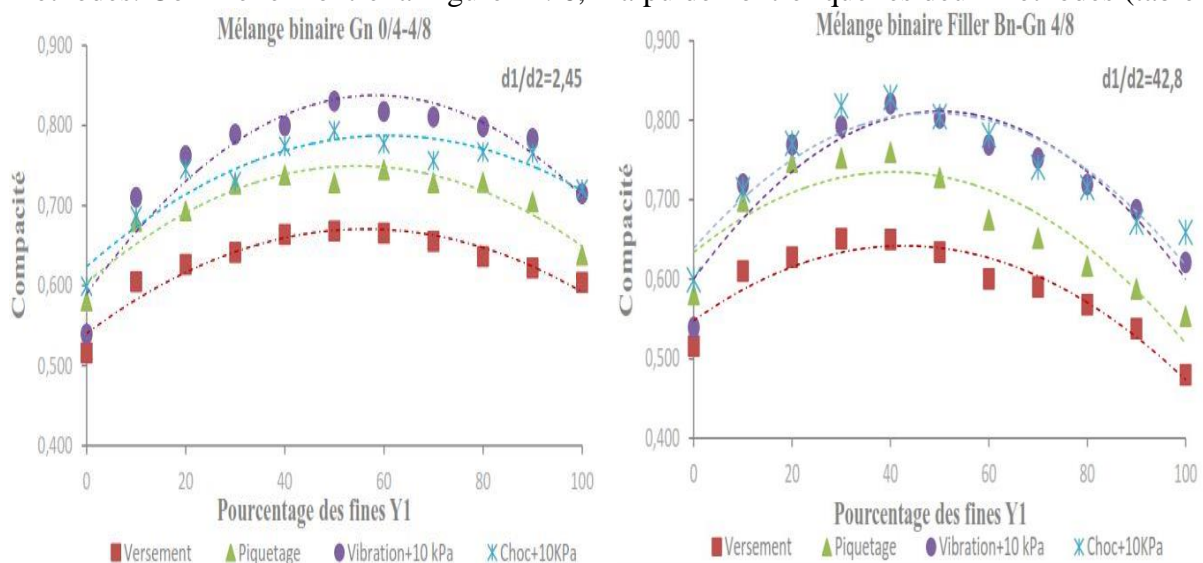 Mélange binaire Gn 0/4-4/8
d1/d2=2,45
0,900
0,800
0,700
0,600
0,500
0,400
Compacité
0 20 40 60 80 100
Pourcentage des fines Y1
Versement Piquetage Vibration+10 kPa Choc+10KPa
Mélange binaire Filler Bn-Gn 4/8
d1/d2=42,8
0,900
0,800
0,700
0,600
0,500
0,400
Compacité
0 20 40 60 80 100
Pourcentage des fines Y1
Versement Piquetage Vibration+10 kPa Choc+10KPa